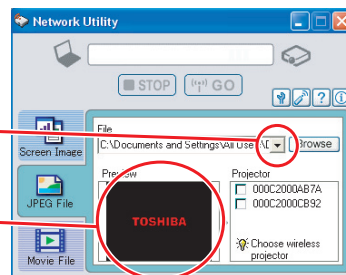 Network Utility
STOP GO
File
C:\Documents and Settings\All Use Browse
Screen Image
Preview Projector
000C2000AB7A
000C2000CB92
JPEG File
TOSHIBA
Choose wireless
projector
Movie File